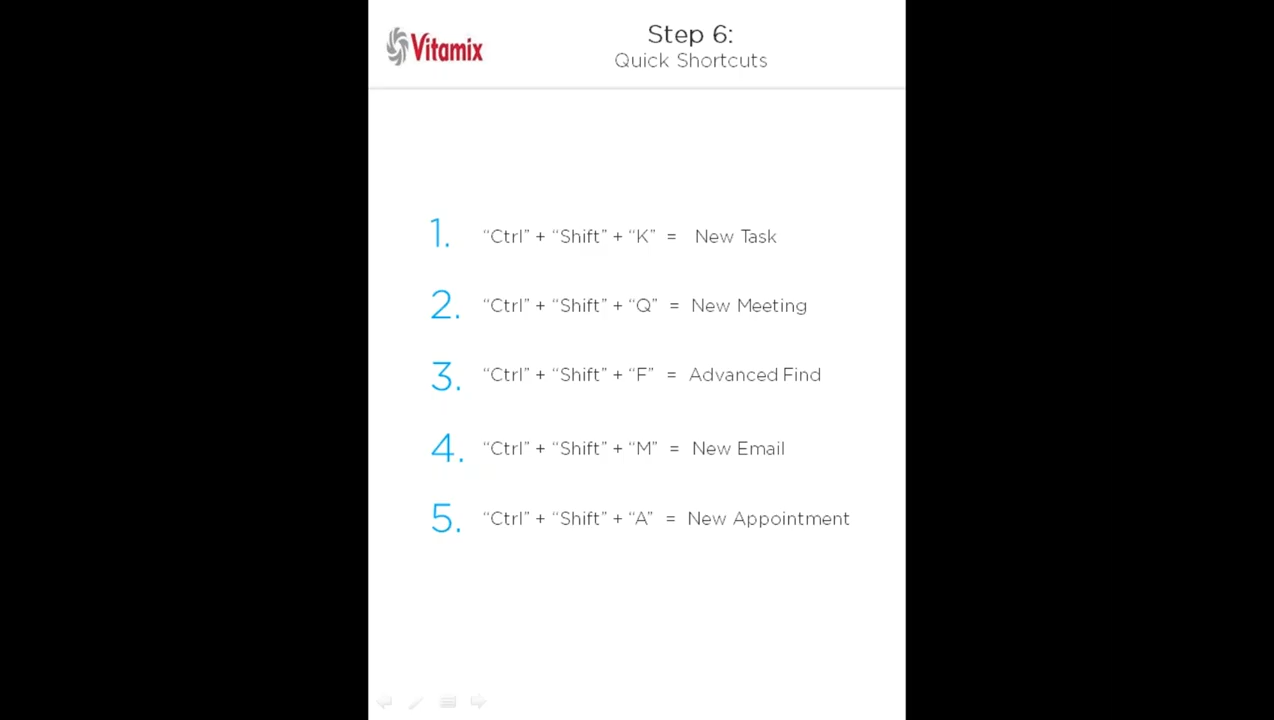 Vitamix
Step 6:
Quick Shortcuts
1. “Ctrl” + “Shift” + “K” = New Task
2. “Ctrl” + “Shift” + “Q” = New Meeting
3. “Ctrl” + “Shift” + “F” = Advanced Find
4. “Ctrl” + “Shift” + “M” = New Email
5. “Ctrl” + “Shift” + “A” = New Appointment